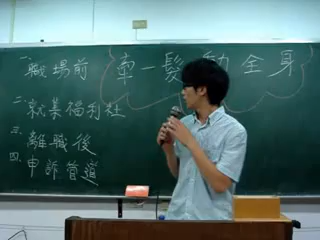 牽一髮動全身
一、職場前
二、就業福利社
三、離職後
四、申訴管道